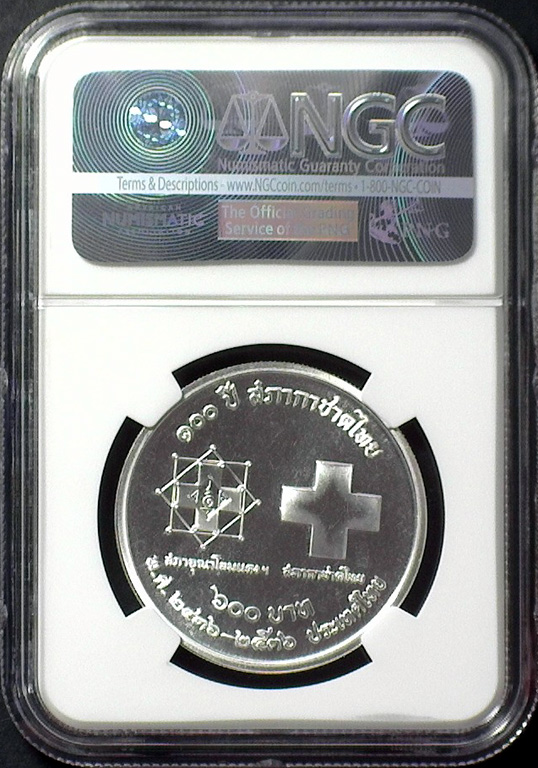 NGC
Numismatic Guaranty Corporation
Terms & Descriptions - www.NGCcoin.com/terms • 1-800-NGC-COIN
NUMISMATIC
The Official Grading
Service of the PNG
PNG
๑๐๐ ปี สภากาชาดไทย
สภาอุณาโลมแดงฯ สภากาชาดไทย
๖๐๐ บาท
พ.ศ. ๒๔๓๖-๒๕๓๖ ประเทศไทย